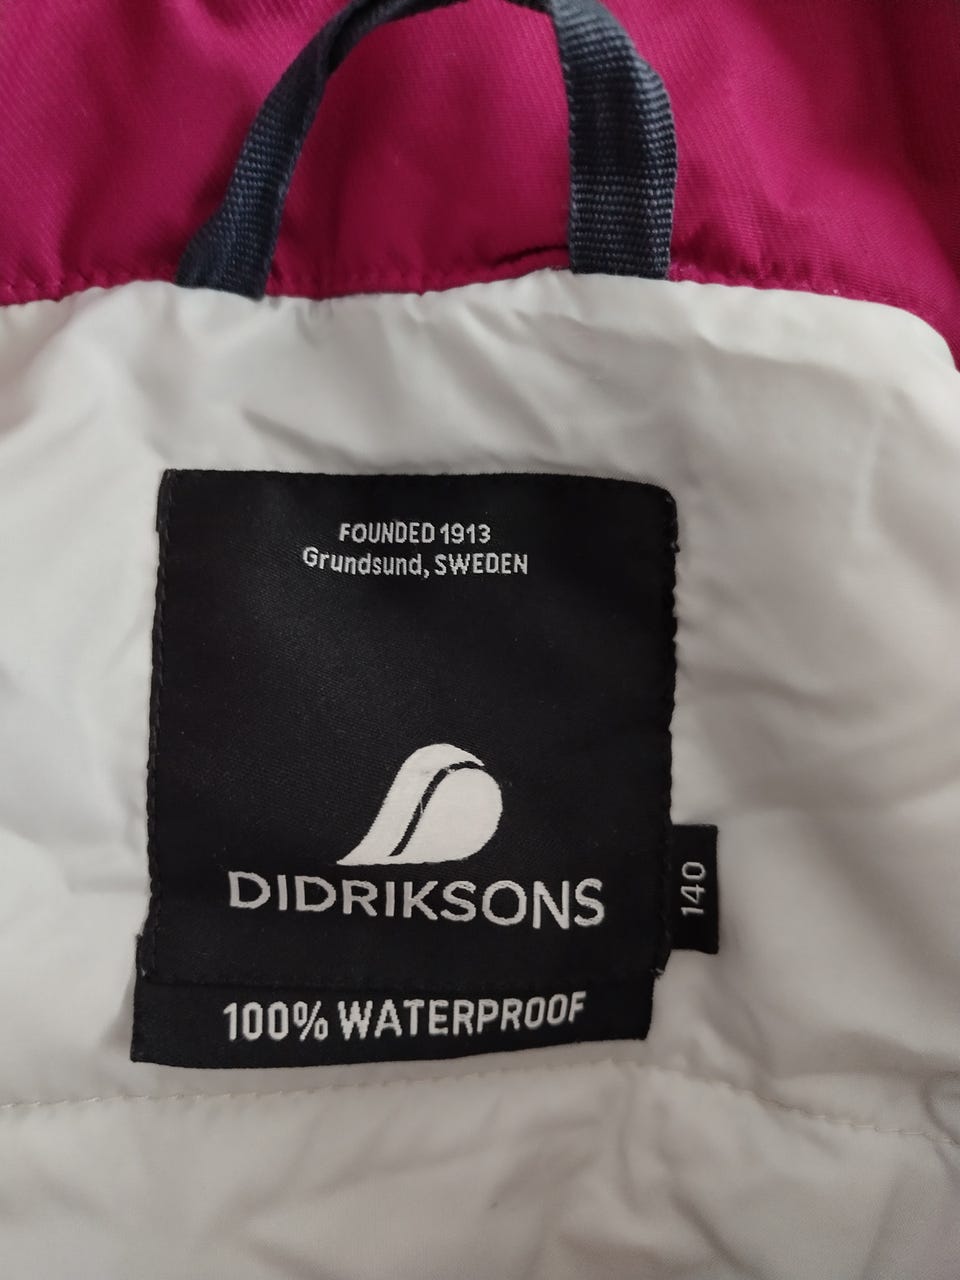 FOUNDED 1913
Grundsund, SWEDEN
DIDRIKSONS
140
100% WATERPROOF